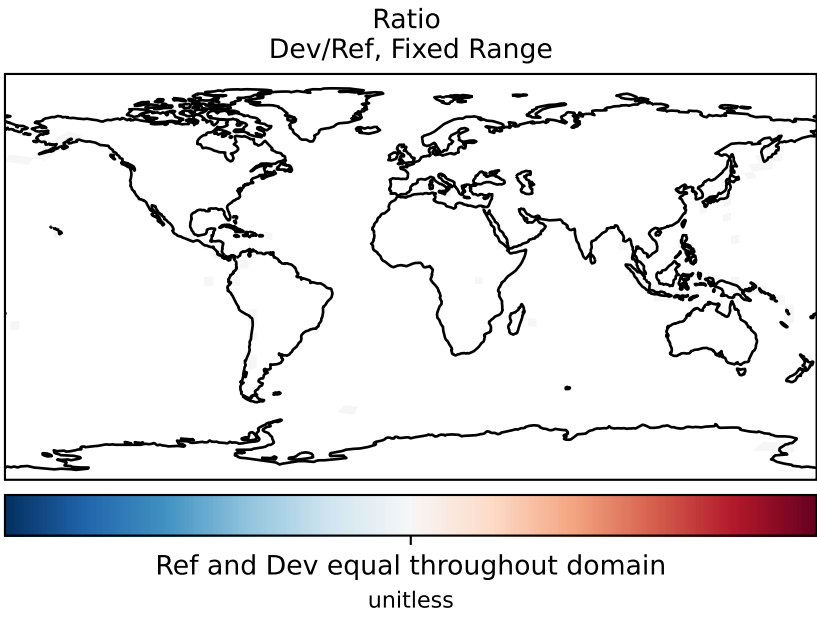 Ratio
Dev/Ref, Fixed Range
Ref and Dev equal throughout domain
unitless